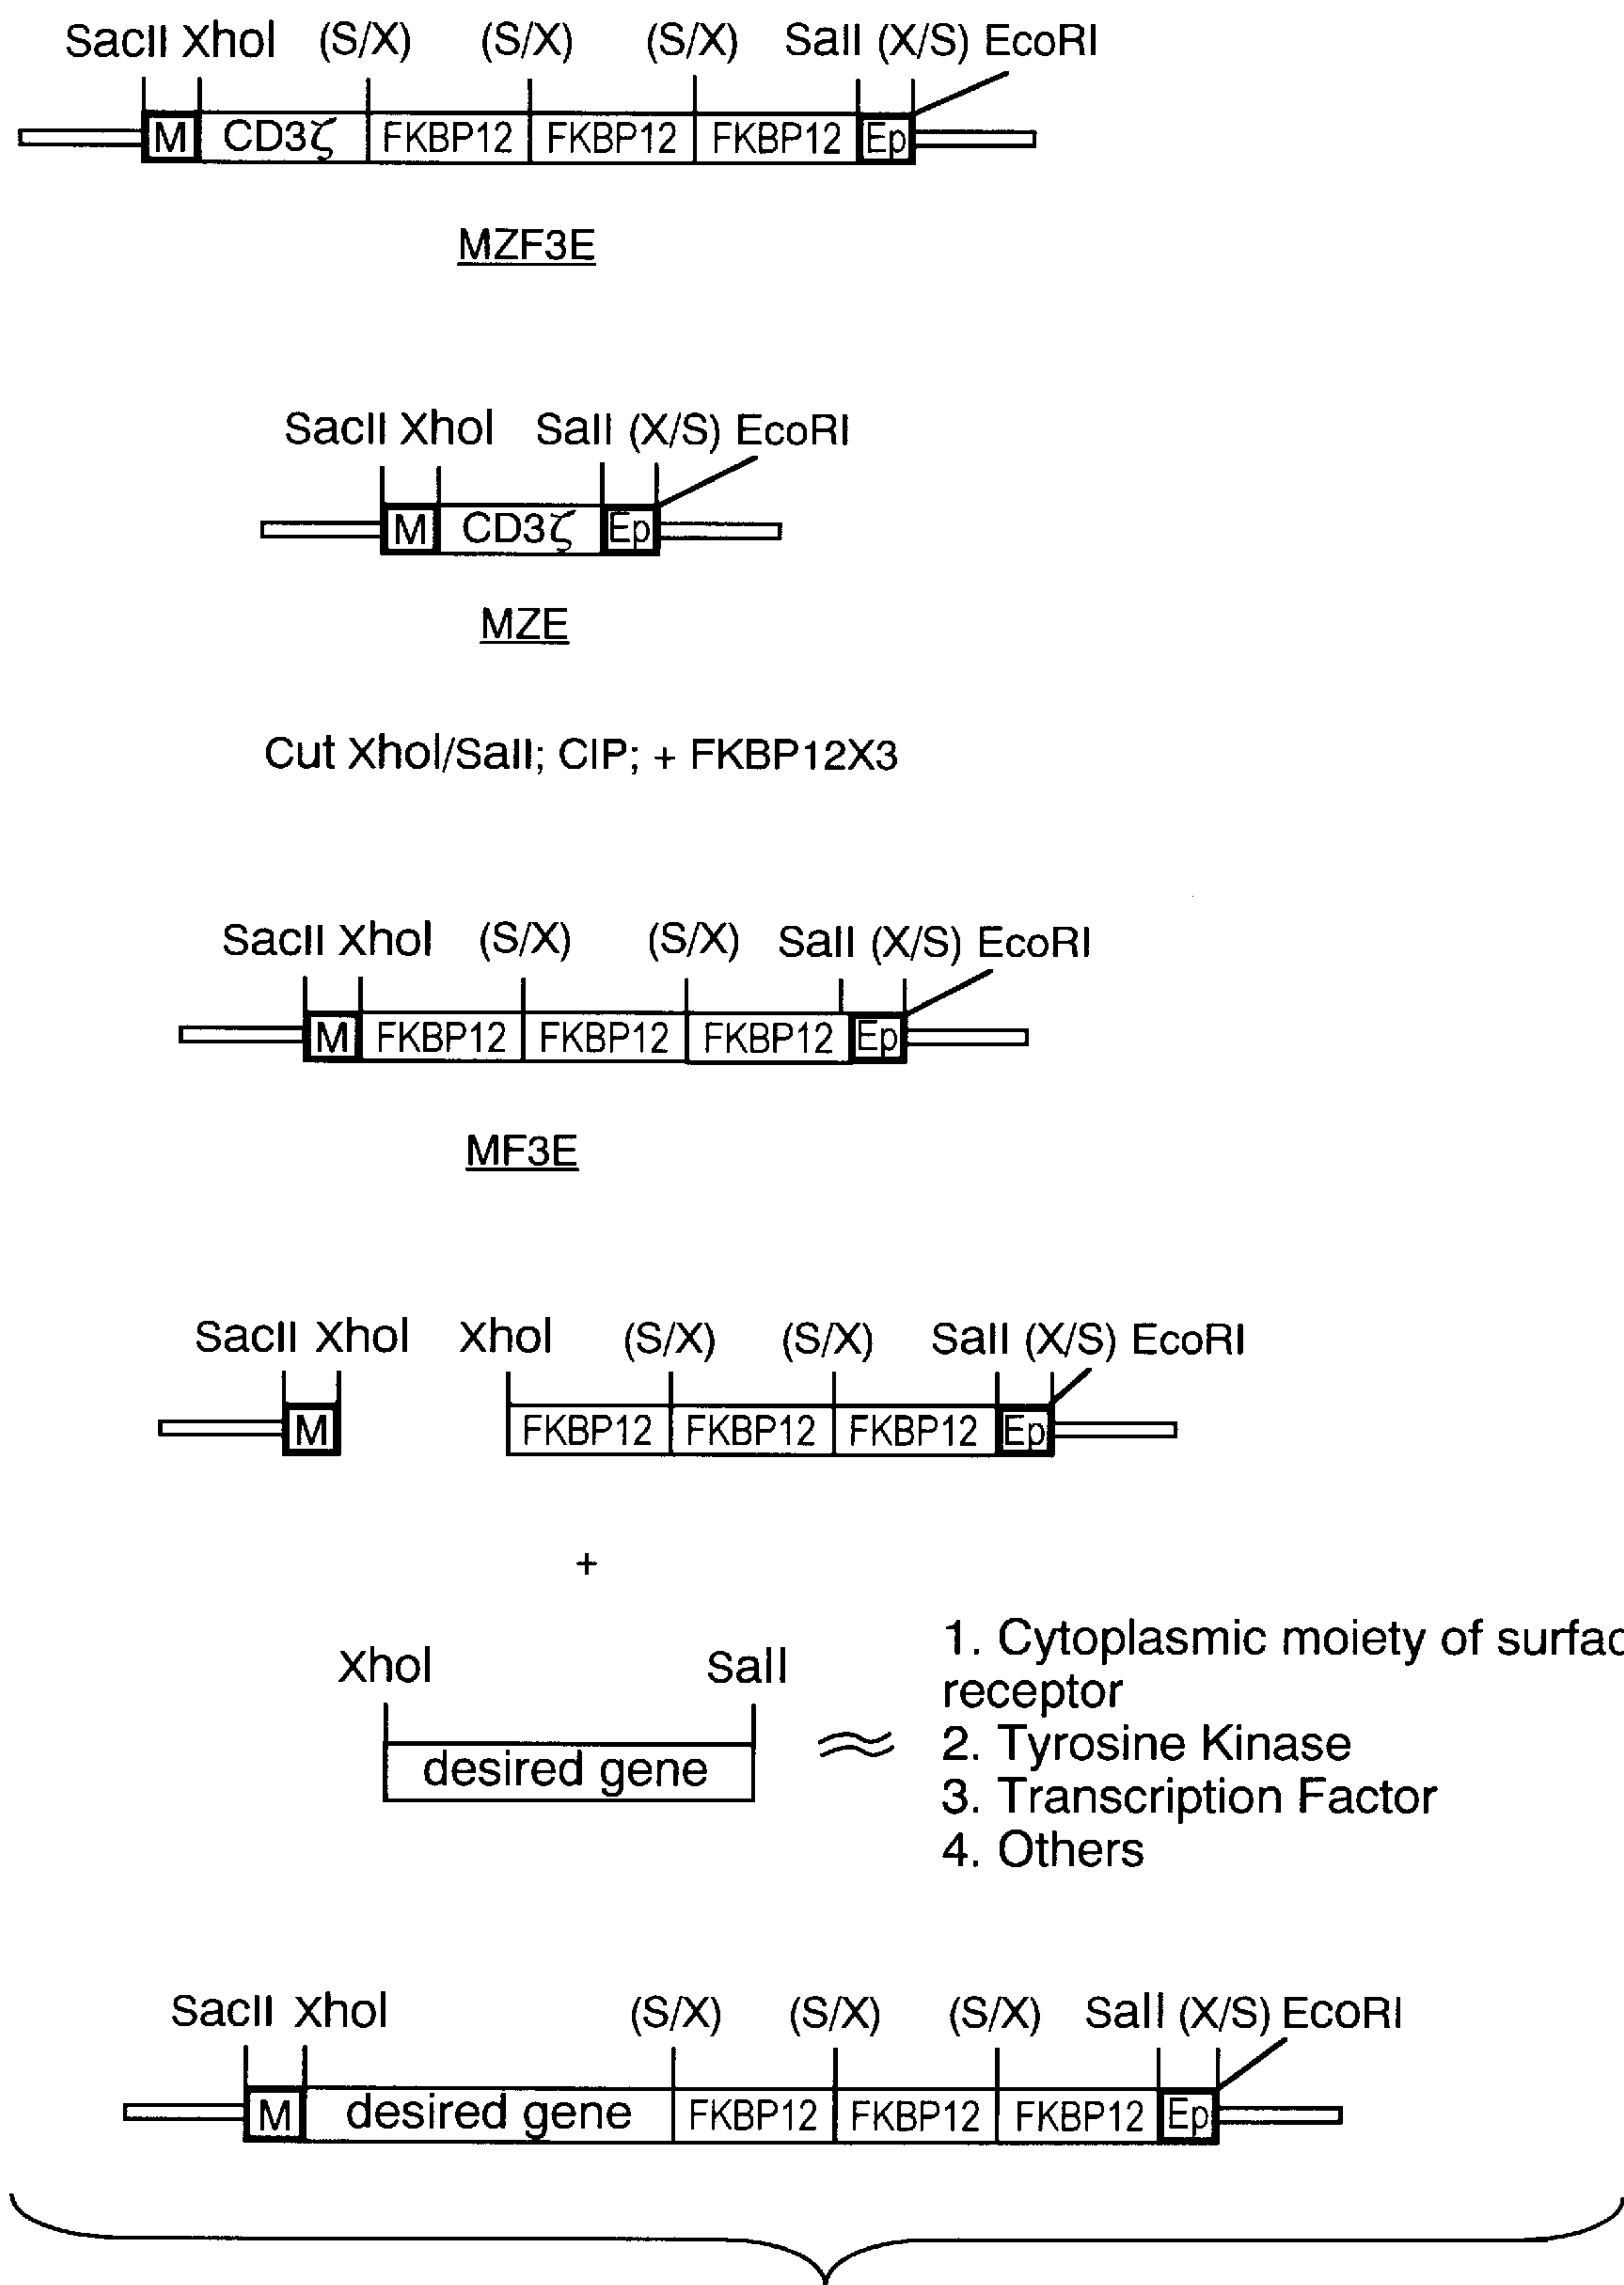 SacII XhoI (S/X) (S/X) (S/X) SalI (X/S) EcoRI
M CD3ζ FKBP12 FKBP12 FKBP12 Ep
MZF3E
SacII XhoI SalI (X/S) EcoRI
M CD3ζ Ep
MZE
Cut XhoI/SalI; CIP; + FKBP12X3
SacII XhoI (S/X) (S/X) SalI (X/S) EcoRI
M FKBP12 FKBP12 FKBP12 Ep
MF3E
SacII XhoI XhoI (S/X) (S/X) SalI (X/S) EcoRI
M FKBP12 FKBP12 FKBP12 Ep
+
XhoI SalI
desired gene
≈
1. Cytoplasmic moiety of surfac
receptor
2. Tyrosine Kinase
3. Transcription Factor
4. Others
SacII XhoI (S/X) (S/X) (S/X) SalI (X/S) EcoRI
M desired gene FKBP12 FKBP12 FKBP12 Ep